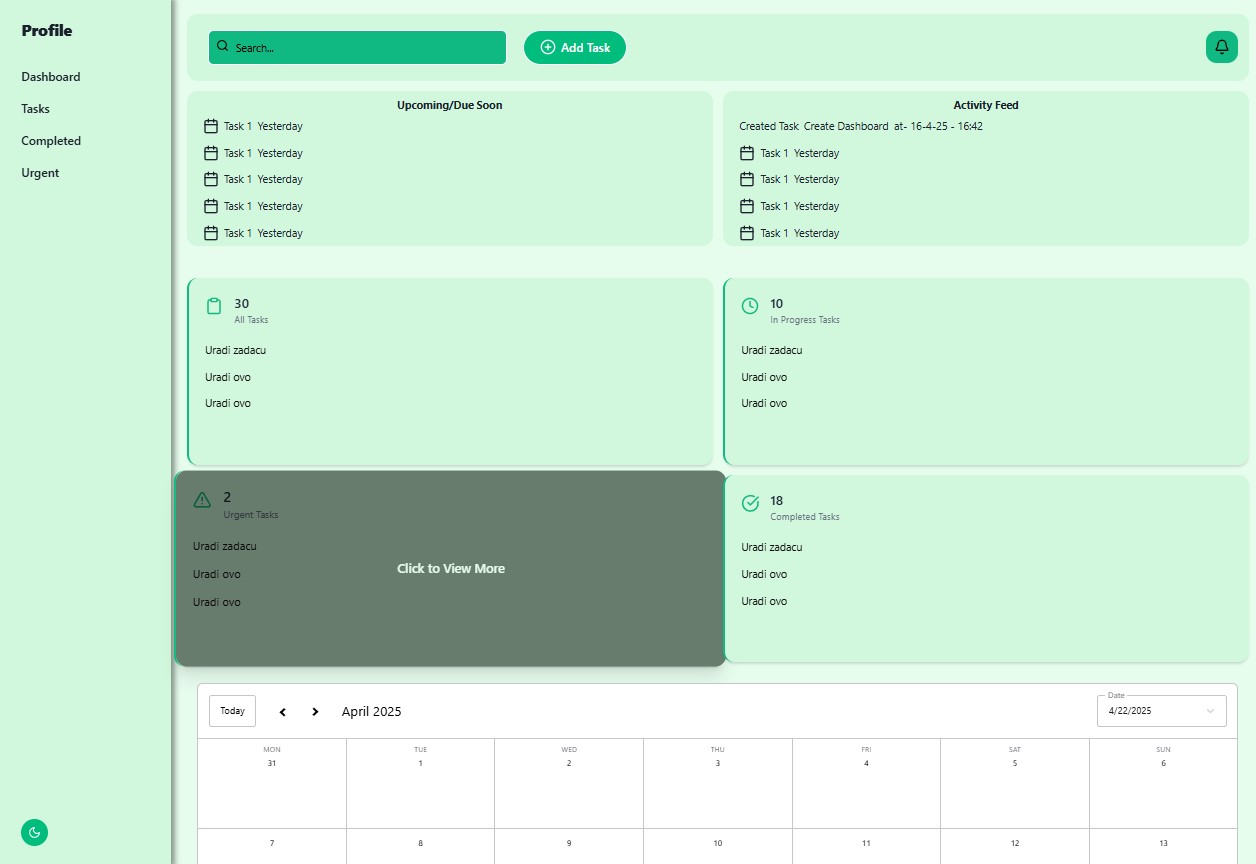 Profile
Dashboard
Tasks
Completed
Urgent
Search...
Add Task
Upcoming/Due Soon
Task 1 Yesterday
Task 1 Yesterday
Task 1 Yesterday
Task 1 Yesterday
Task 1 Yesterday
Activity Feed
Created Task Create Dashboard at- 16-4-25 - 16:42
Task 1 Yesterday
Task 1 Yesterday
Task 1 Yesterday
Task 1 Yesterday
30
All Tasks
Uradi zadacu
Uradi ovo
Uradi ovo
10
In Progress Tasks
Uradi zadacu
Uradi ovo
Uradi ovo
2
Urgent Tasks
Uradi zadacu
Uradi ovo
Uradi ovo
Click to View More
18
Completed Tasks
Uradi zadacu
Uradi ovo
Uradi ovo
Today
April 2025
Date
4/22/2025
MON TUE WED THU FRI SAT SUN
31 1 2 3 4 5 6
7 8 9 10 11 12 13